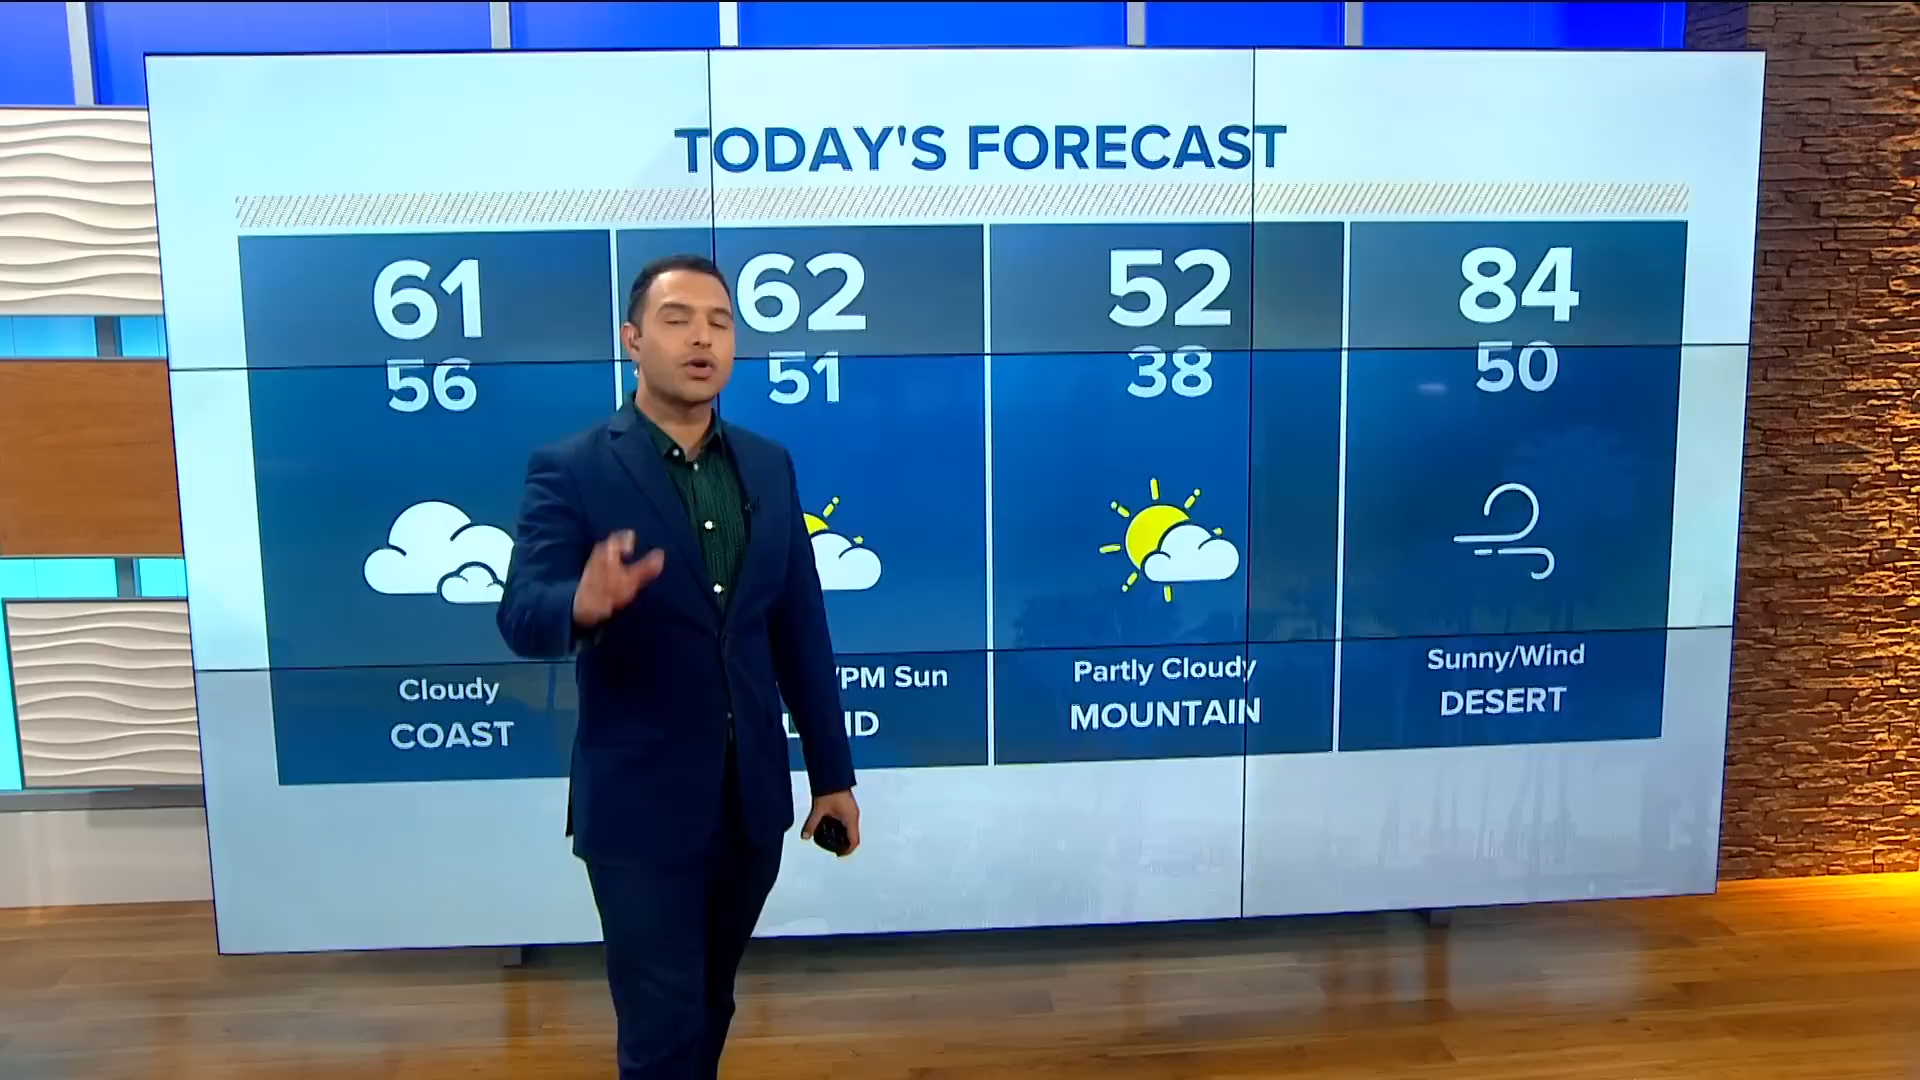 TODAY'S FORECAST
61
56
Cloudy
COAST
62
51
PM Sun
52
38
Partly Cloudy
MOUNTAIN
84
50
Sunny/Wind
DESERT